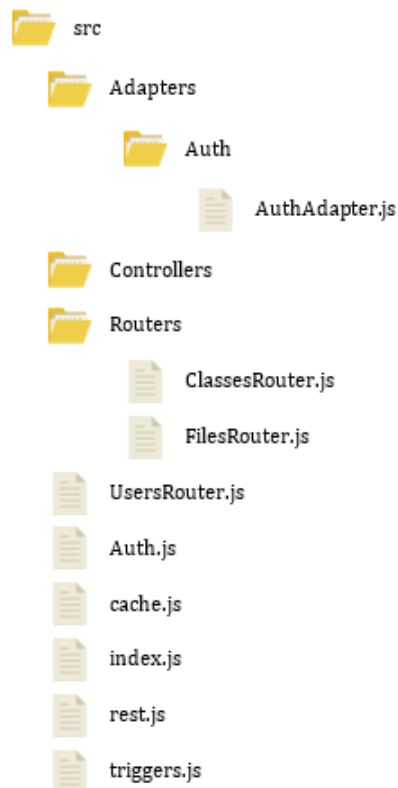 src
Adapters
Auth
AuthAdapter.js
Controllers
Routers
ClassesRouter.js
FilesRouter.js
UsersRouter.js
Auth.js
cache.js
index.js
rest.js
triggers.js